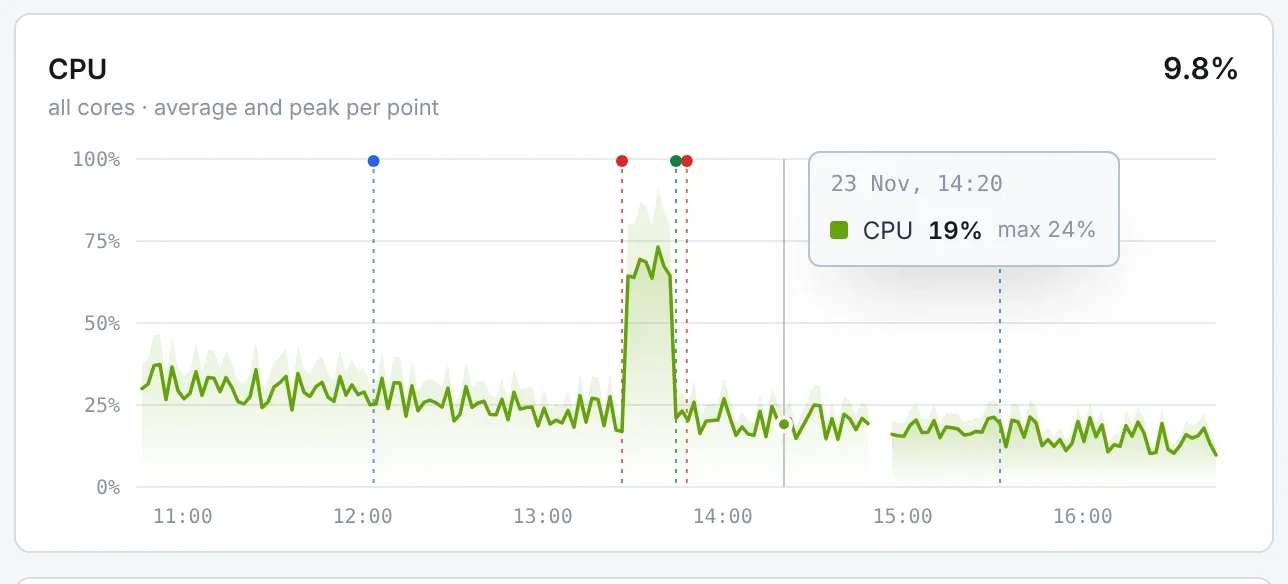 CPU
9.8%
all cores · average and peak per point
100%
75%
50%
25%
0%
23 Nov, 14:20
CPU 19% max 24%
11:00 12:00 13:00 14:00 15:00 16:00